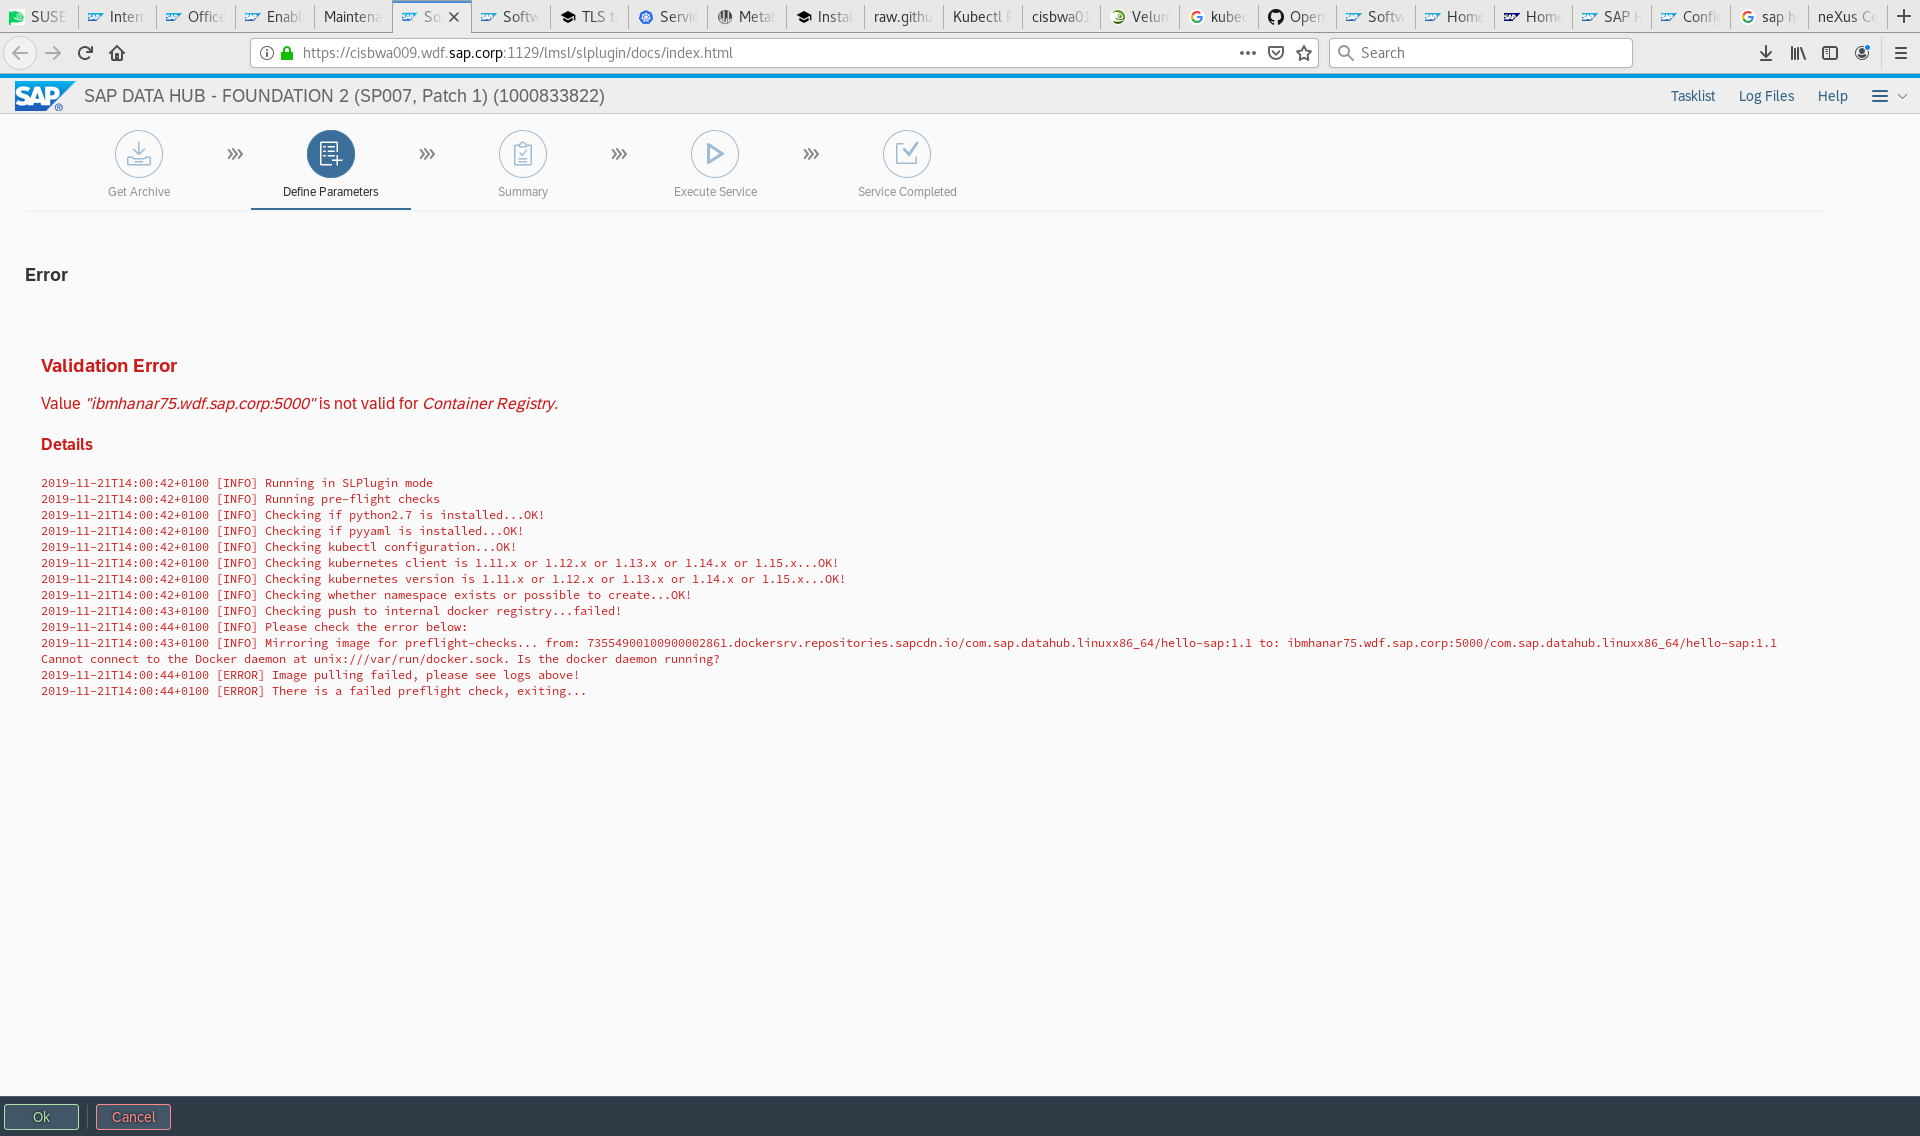 SUSE
Intern
Office
Enabl
Maintena
So
Softw
TLS t
Servic
Metal
Instal
raw.githu
Kubectl
cisbwa01
Velum
kubec
Open
Softw
Home
Home
SAP
Confi
sap h
neXus Ce
https://cisbwa009.wdf.sap.corp:1129/lmsl/slplugin/docs/index.html
Search
SAP SAP DATA HUB - FOUNDATION 2 (SP007, Patch 1) (1000833822)
Tasklist Log Files Help
Get Archive
Define Parameters
Summary
Execute Service
Service Completed
Error
Validation Error
Value "ibmhanar75.wdf.sap.corp:5000" is not valid for Container Registry.
Details
2019-11-21T14:00:42+0100 [INFO] Running in SLPlugin mode
2019-11-21T14:00:42+0100 [INFO] Running pre-flight checks
2019-11-21T14:00:42+0100 [INFO] Checking if python2.7 is installed...OK!
2019-11-21T14:00:42+0100 [INFO] Checking if pyyaml is installed...OK!
2019-11-21T14:00:42+0100 [INFO] Checking kubectl configuration...OK!
2019-11-21T14:00:42+0100 [INFO] Checking kubernetes client is 1.11.x or 1.12.x or 1.13.x or 1.14.x or 1.15.x...OK!
2019-11-21T14:00:42+0100 [INFO] Checking kubernetes version is 1.11.x or 1.12.x or 1.13.x or 1.14.x or 1.15.x...OK!
2019-11-21T14:00:42+0100 [INFO] Checking whether namespace exists or possible to create...OK!
2019-11-21T14:00:43+0100 [INFO] Checking push to internal docker registry...failed!
2019-11-21T14:00:44+0100 [INFO] Please check the error below:
2019-11-21T14:00:43+0100 [INFO] Mirroring image for preflight-checks... from: 73554900100900002861.dockersrv.repositories.sapcdn.io/com.sap.datahub.linuxx86_64/hello-sap:1.1 to: ibmhanar75.wdf.sap.corp:5000/com.sap.datahub.linuxx86_64/hello-sap:1.1
Cannot connect to the Docker daemon at unix:///var/run/docker.sock. Is the docker daemon running?
2019-11-21T14:00:44+0100 [ERROR] Image pulling failed, please see logs above!
2019-11-21T14:00:44+0100 [ERROR] There is a failed preflight check, exiting...
Ok
Cancel